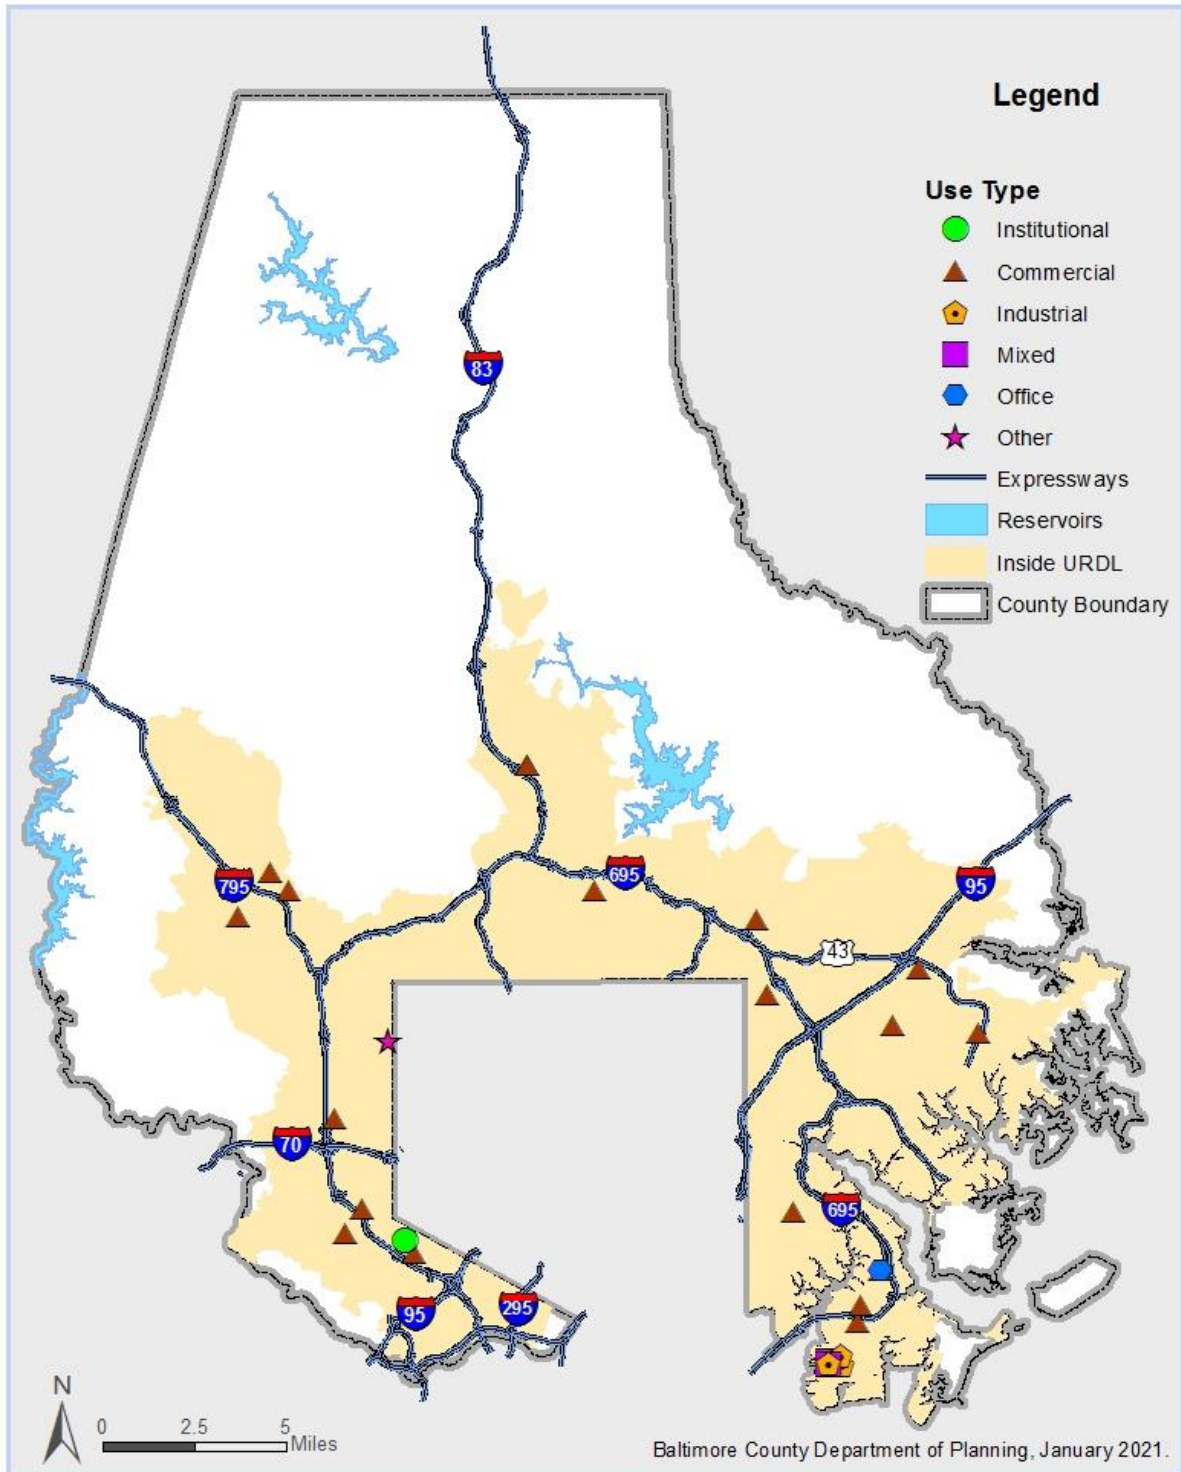 Legend
Use Type
Institutional
Commercial
Industrial
Mixed
Office
Other
Expressways
Reservoirs
Inside URDL
County Boundary
83
795
695
95
43
70
695
95
295
N
0 2.5 5
Miles
Baltimore County Department of Planning, January 2021.